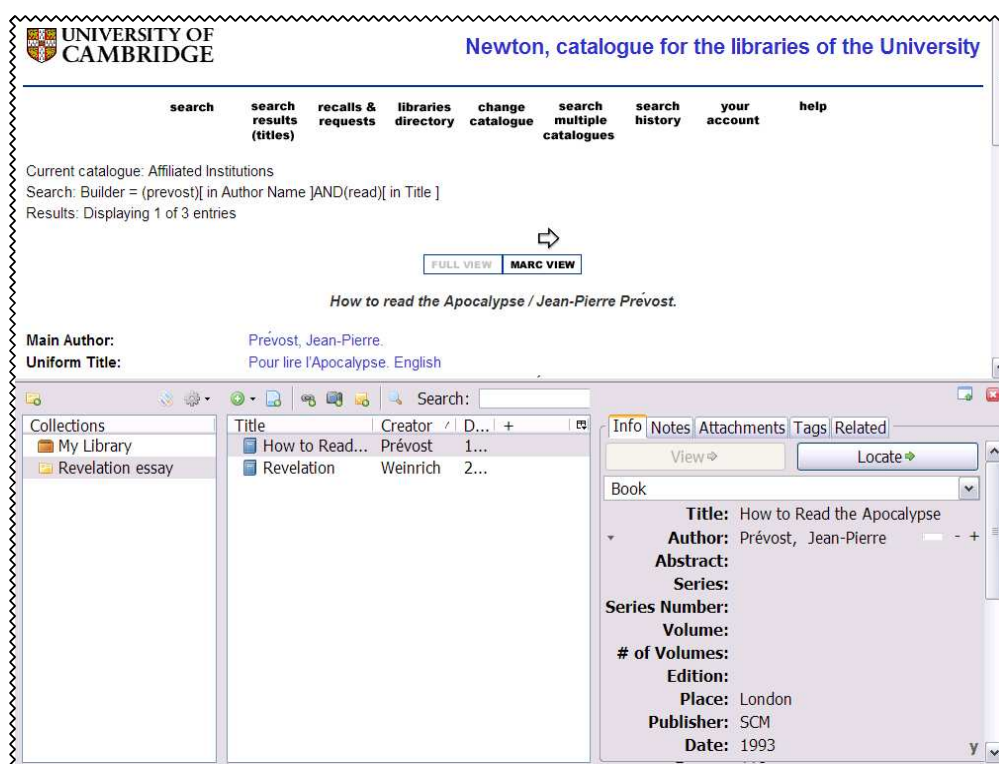 UNIVERSITY OF
CAMBRIDGE
Newton, catalogue for the libraries of the University
search
search results (titles)
recalls & requests
libraries directory
change catalogue
search multiple catalogues
search history
your account
help
Current catalogue: Affiliated Institutions
Search: Builder = (prevost)[ in Author Name ]AND(read)[ in Title ]
Results: Displaying 1 of 3 entries
FULL VIEW MARC VIEW
How to read the Apocalypse / Jean-Pierre Prévost.
Main Author: Prévost, Jean-Pierre.
Uniform Title: Pour lire l'Apocalypse. English
Search:
Collections
My Library
Revelation essay
Title Creator D... +
How to Read... Prévost 1...
Revelation Weinrich 2...
Info Notes Attachments Tags Related
View Locate
Book
Title: How to Read the Apocalypse
Author: Prévost, Jean-Pierre - +
Abstract:
Series:
Series Number:
Volume:
# of Volumes:
Edition:
Place: London
Publisher: SCM
Date: 1993 y